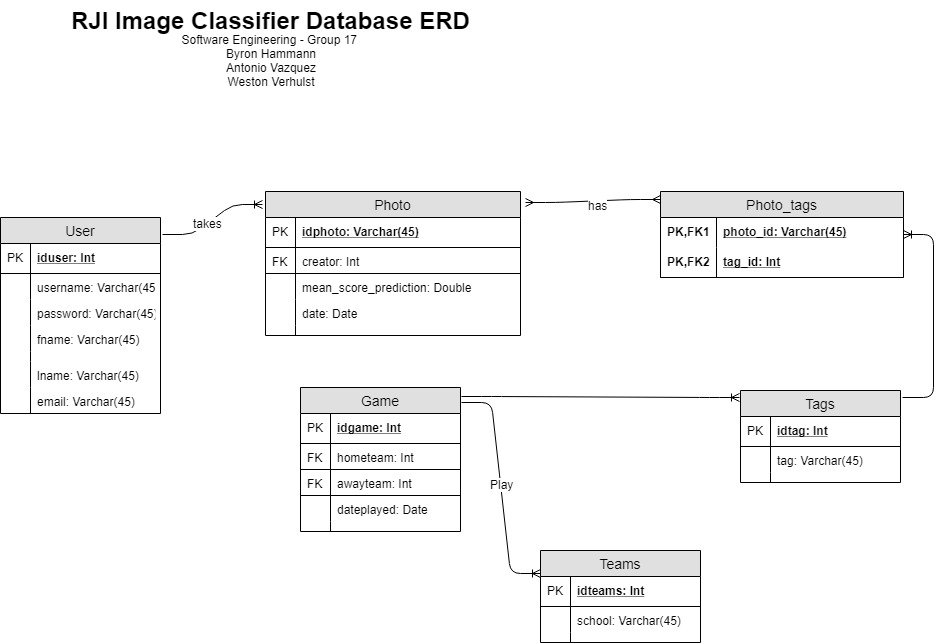 RJI Image Classifier Database ERD
Software Engineering - Group 17
Byron Hammann
Antonio Vazquez
Weston Verhulst
User
PK iduser: Int
username: Varchar(45
password: Varchar(45)
fname: Varchar(45)
lname: Varchar(45)
email: Varchar(45)
takes
Photo
PK idphoto: Varchar(45)
FK creator: Int
mean_score_prediction: Double
date: Date
has
Photo_tags
PK,FK1 photo_id: Varchar(45)
PK,FK2 tag_id: Int
Game
PK idgame: Int
FK hometeam: Int
FK awayteam: Int
dateplayed: Date
Play
Tags
PK idtag: Int
tag: Varchar(45)
Teams
PK idteams: Int
school: Varchar(45)